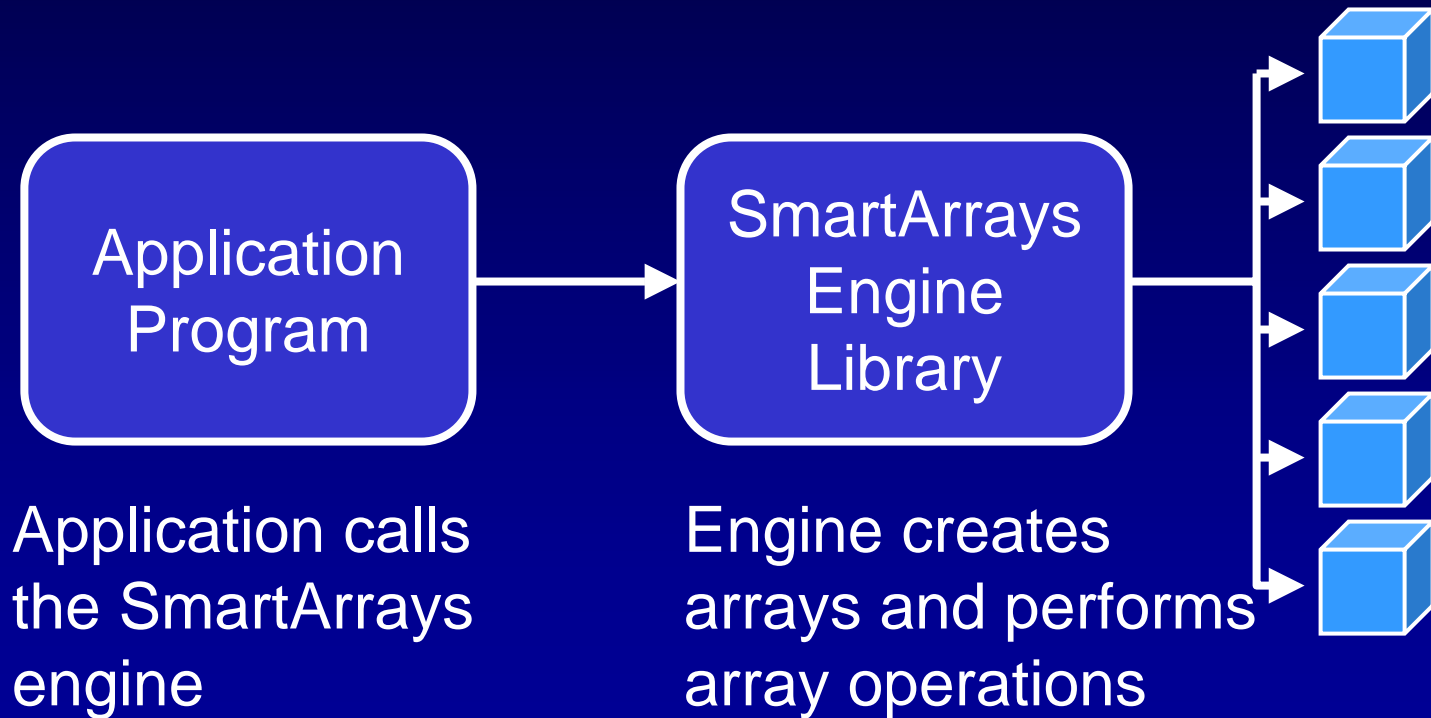 Application
Program
SmartArrays
Engine
Library
Application calls
the SmartArrays
engine
Engine creates
arrays and performs
array operations